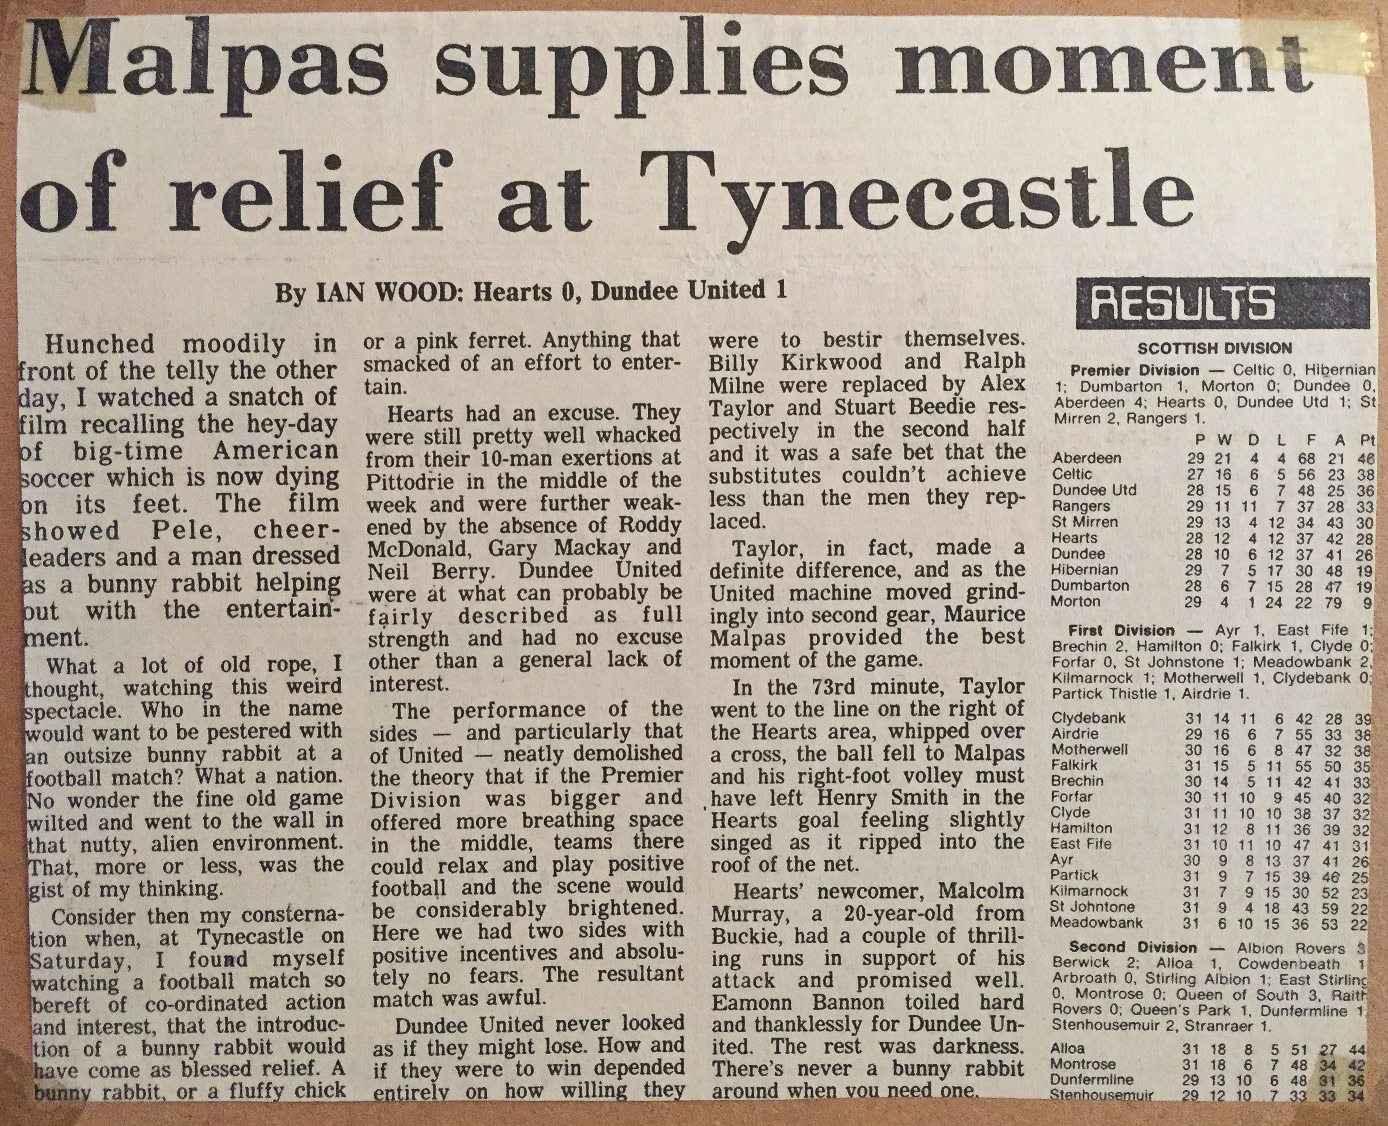 Malpas supplies moment
of relief at Tynecastle
By IAN WOOD: Hearts 0, Dundee United 1
Hunched moodily in
front of the telly the other
day, I watched a snatch of
film recalling the hey-day
of big-time American
soccer which is now dying
on its feet. The film
showed Pele, cheer-
leaders and a man dressed
as a bunny rabbit helping
out with the entertain-
ment.
What a lot of old rope, I
thought, watching this weird
spectacle. Who in the name
would want to be pestered with
an outsize bunny rabbit at a
football match? What a nation.
No wonder the fine old game
wilted and went to the wall in
that nutty, alien environment.
That, more or less, was the
gist of my thinking.
Consider then my consterna-
tion when, at Tynecastle on
Saturday, I found myself
watching a football match so
bereft of co-ordinated action
and interest, that the introduc-
tion of a bunny rabbit would
have come as blessed relief. A
bunny rabbit, or a fluffy chick
or a pink ferret. Anything that
smacked of an effort to enter-
tain.
Hearts had an excuse. They
were still pretty well whacked
from their 10-man exertions at
Pittodrie in the middle of the
week and were further weak-
ened by the absence of Roddy
McDonald, Gary Mackay and
Neil Berry. Dundee United
were at what can probably be
fairly described as full
strength and had no excuse
other than a general lack of
interest.
The performance of the
sides — and particularly that
of United — neatly demolished
the theory that if the Premier
Division was bigger and
offered more breathing space
in the middle, teams there
could relax and play positive
football and the scene would
be considerably brightened.
Here we had two sides with
positive incentives and absolu-
tely no fears. The resultant
match was awful.
Dundee United never looked
as if they might lose. How and
if they were to win depended
entirely on how willing they
were to bestir themselves.
Billy Kirkwood and Ralph
Milne were replaced by Alex
Taylor and Stuart Beedie res-
pectively in the second half
and it was a safe bet that the
substitutes couldn't achieve
less than the men they rep-
laced.
Taylor, in fact, made a
definite difference, and as the
United machine moved grind-
ingly into second gear, Maurice
Malpas provided the best
moment of the game.
In the 73rd minute, Taylor
went to the line on the right of
the Hearts area, whipped over
a cross, the ball fell to Malpas
and his right-foot volley must
have left Henry Smith in the
Hearts goal feeling slightly
singed as it ripped into the
roof of the net.
Hearts' newcomer, Malcolm
Murray, a 20-year-old from
Buckie, had a couple of thrill-
ing runs in support of his
attack and promised well.
Eamonn Bannon toiled hard
and thanklessly for Dundee Un-
ited. The rest was darkness.
There's never a bunny rabbit
around when you need one.
RESULTS
SCOTTISH DIVISION
Premier Division — Celtic 0, Hibernian
1; Dumbarton 1, Morton 0; Dundee 0,
Aberdeen 4; Hearts 0, Dundee Utd 1; St
Mirren 2, Rangers 1.
P W D L F A Pt
Aberdeen 29 21 4 4 68 21 46
Celtic 27 16 6 5 56 23 38
Dundee Utd 28 15 6 7 48 25 36
Rangers 29 11 11 7 37 28 33
St Mirren 29 13 4 12 34 43 30
Hearts 28 12 4 12 37 42 28
Dundee 28 10 6 12 37 41 26
Hibernian 29 7 5 17 30 48 19
Dumbarton 28 6 7 15 28 47 19
Morton 29 4 1 24 22 79 9
First Division — Ayr 1, East Fife 1;
Brechin 2, Hamilton 0; Falkirk 1, Clyde 0;
Forfar 0, St Johnstone 1; Meadowbank 2,
Kilmarnock 1; Motherwell 1, Clydebank 0;
Partick Thistle 1, Airdrie 1.
Clydebank 31 14 11 6 42 28 39
Airdrie 29 16 6 7 55 33 38
Motherwell 30 16 6 8 47 32 38
Falkirk 31 15 5 11 55 50 35
Brechin 30 14 5 11 42 41 33
Forfar 30 11 10 9 45 40 32
Clyde 31 11 10 10 38 37 32
Hamilton 31 12 8 11 36 39 32
East Fife 31 10 11 10 47 41 31
Ayr 30 9 8 13 37 41 26
Partick 31 9 7 15 39 46 25
Kilmarnock 31 7 9 15 30 52 23
St Johntone 31 9 4 18 43 59 22
Meadowbank 31 6 10 15 36 53 22
Second Division — Albion Rovers 3
Berwick 2; Alloa 1, Cowdenbeath 1
Arbroath 0, Stirling Albion 1; East Stirling
0, Montrose 0; Queen of South 3, Raith
Rovers 0; Queen's Park 1, Dunfermline 1
Stenhousemuir 2, Stranraer 1.
Alloa 31 18 8 5 51 27 44
Montrose 31 18 6 7 48 34 42
Dunfermline 29 13 10 6 48 31 36
Stenhousemuir 29 12 10 7 33 33 34